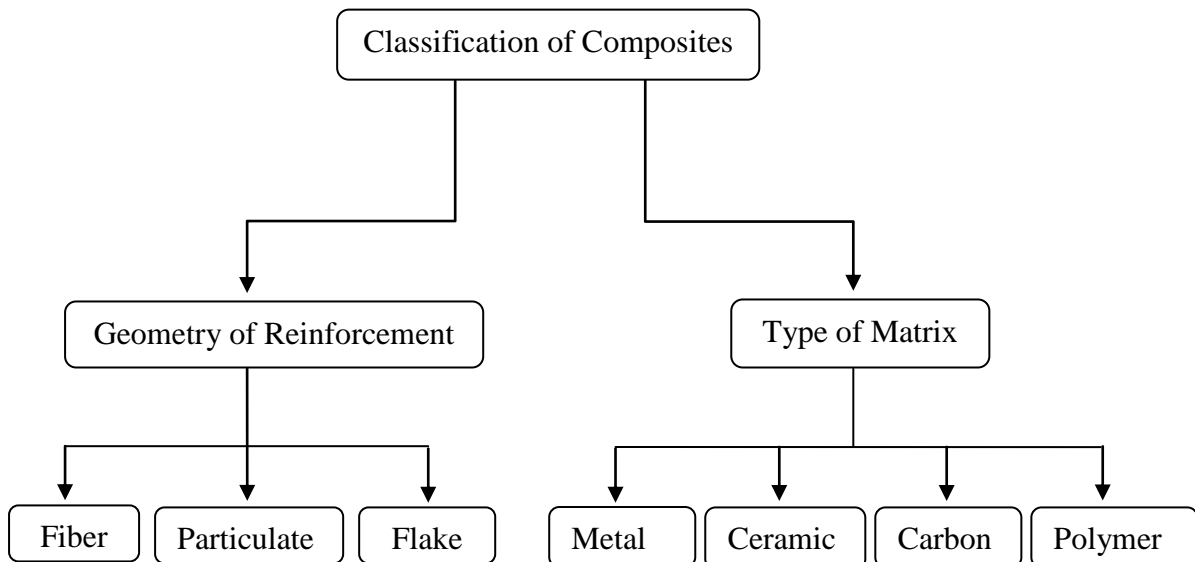 Classification of Composites
Geometry of Reinforcement
Type of Matrix
Fiber
Particulate
Flake
Metal
Ceramic
Carbon
Polymer